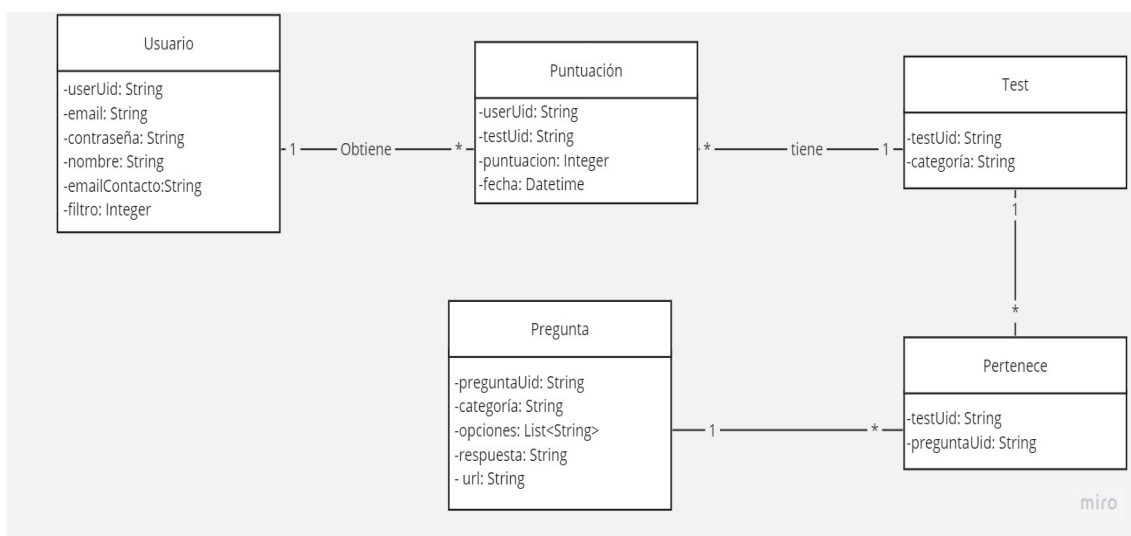 Usuario
-userUid: String
-email: String
-contraseña: String
-nombre: String
-emailContacto:String
-filtro: Integer
1
Obtiene
*
Puntuación
-userUid: String
-testUid: String
-puntuacion: Integer
-fecha: Datetime
*
tiene
1
Test
-testUid: String
-categoría: String
1
*
Pregunta
-preguntaUid: String
-categoría: String
-opciones: List<String>
-respuesta: String
- url: String
1
*
Pertenece
-testUid: String
-preguntaUid: String
miro